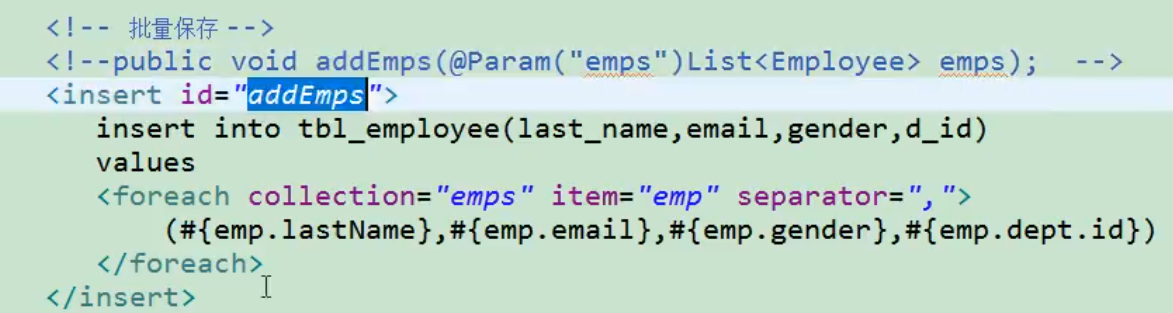 <!-- 批量保存 -->
<!--public void addEmps(@Param("emps")List<Employee> emps);  -->
<insert id="addEmps">
insert into tbl_employee(last_name,email,gender,d_id)
values
<foreach collection="emps" item="emp" separator=",">
(#{emp.lastName},#{emp.email},#{emp.gender},#{emp.dept.id})
</foreach>
</insert>